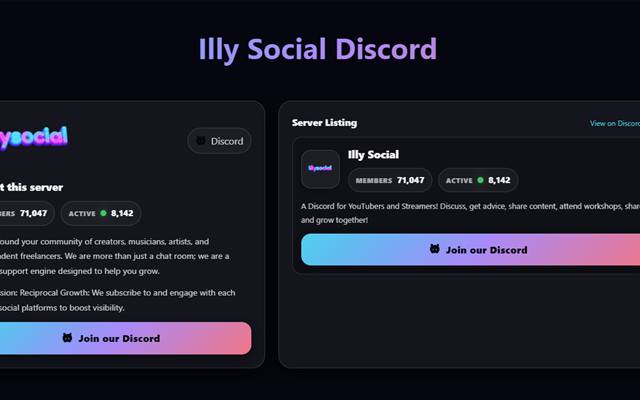 Illy Social Discord
ysocial
Discord
t this server
BERS 71,047
ACTIVE 8,142
ound your community of creators, musicians, artists, and
dent freelancers. We are more than just a chat room; we are a
support engine designed to help you grow.
sion: Reciprocal Growth: We subscribe to and engage with each
social platforms to boost visibility.
Join our Discord
Server Listing
View on Discord
illysocial
Illy Social
MEMBERS 71,047
ACTIVE 8,142
A Discord for YouTubers and Streamers! Discuss, get advice, share content, attend workshops, shar
and grow together!
Join our Discord